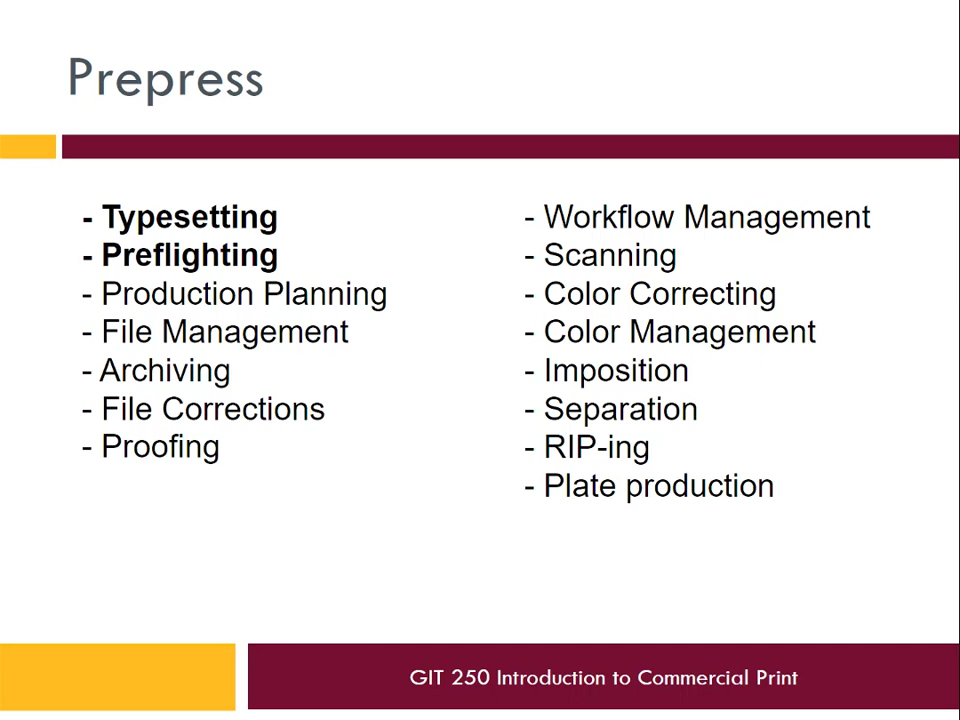 Prepress
- Typesetting
- Preflighting
- Production Planning
- File Management
- Archiving
- File Corrections
- Proofing
- Workflow Management
- Scanning
- Color Correcting
- Color Management
- Imposition
- Separation
- RIP-ing
- Plate production
GIT 250 Introduction to Commercial Print